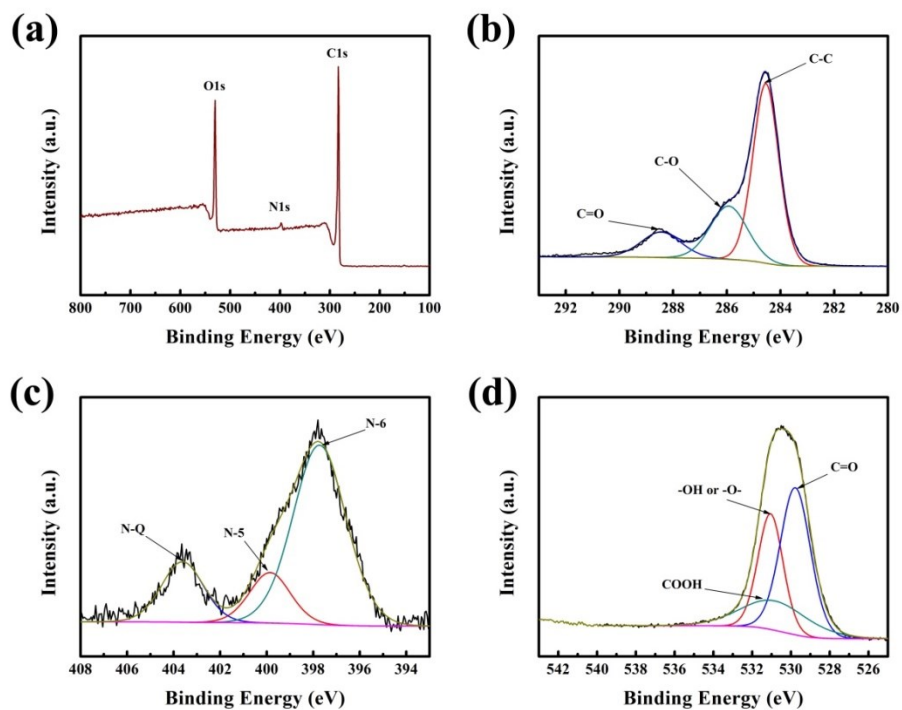 (a)
C1s
O1s
N1s
Intensity (a.u.)
800 700 600 500 400 300 200 100
Binding Energy (eV)
(b)
C-C
C-O
C=O
Intensity (a.u.)
292 290 288 286 284 282 280
Binding Energy (eV)
(c)
N-6
N-Q
N-5
Intensity (a.u.)
408 406 404 402 400 398 396 394
Binding Energy (eV)
(d)
C=O
-OH or -O-
COOH
Intensity (a.u.)
542 540 538 536 534 532 530 528 526
Binding Energy (eV)